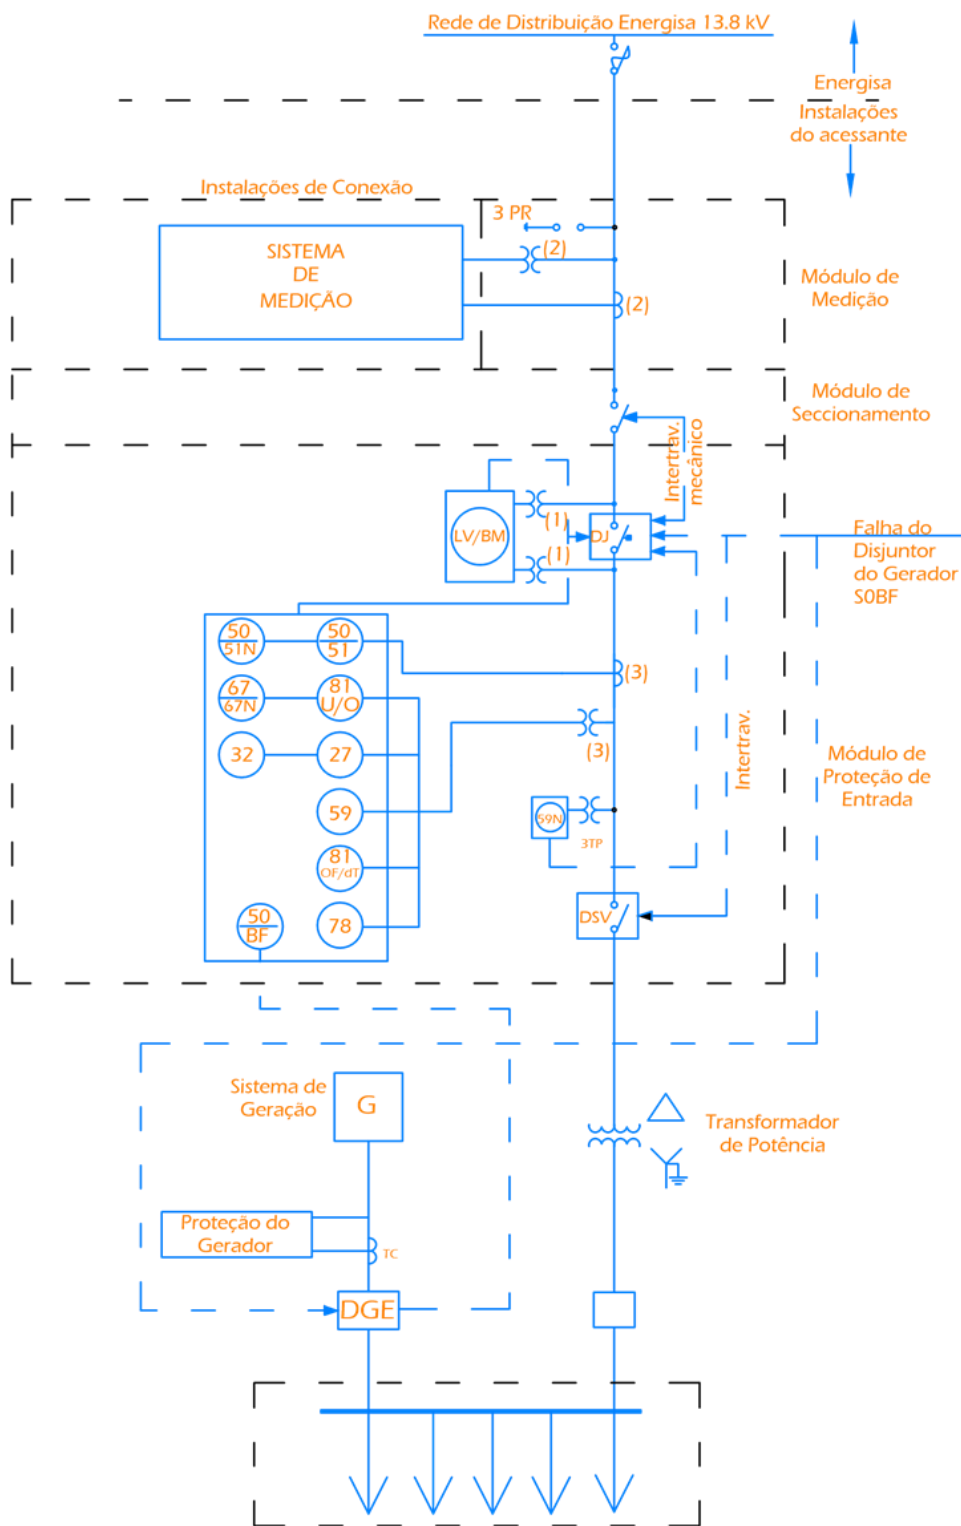 Rede de Distribuição Energisa 13.8 kV
Energisa
Instalações
do acessante
Instalações de Conexão
3 PR
(2)
SISTEMA
DE
MEDIÇÃO
(2)
Módulo de
Medição
Módulo de
Seccionamento
Intertrav.
mecânico
LV/BM
(1)
(1)
DJ
Falha do
Disjuntor
do Gerador
S0BF
50
51N
50
51
(3)
67
67N
81
U/O
(3)
32
27
Intertrav.
Módulo de
Proteção de
Entrada
59
59N
3TP
81
OF/dT
50
BF
78
DSV
Sistema de
Geração
G
Transformador
de Potência
Proteção do
Gerador
TC
DGE